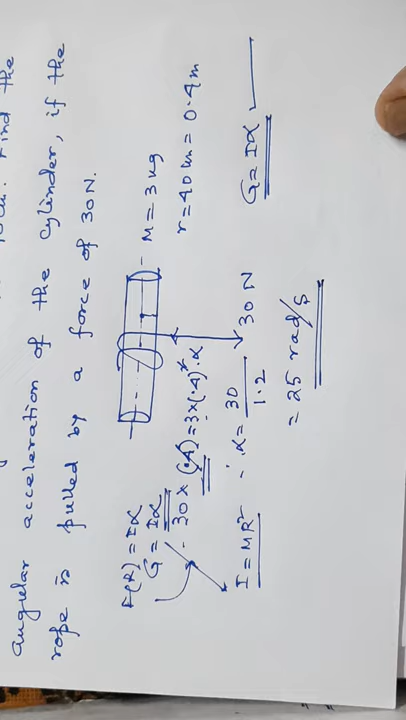 angular acceleration of the cylinder, if the
rope is pulled by a force of 30N.
M = 3 kg
r = 40 cm = 0.4 m
F(R) = Iα
G = Iα
30 × (.4) = 3×(.4)² . α
30 N
G = Iα
I = MR²
∴ α = 30
1.2
= 25 rad/s